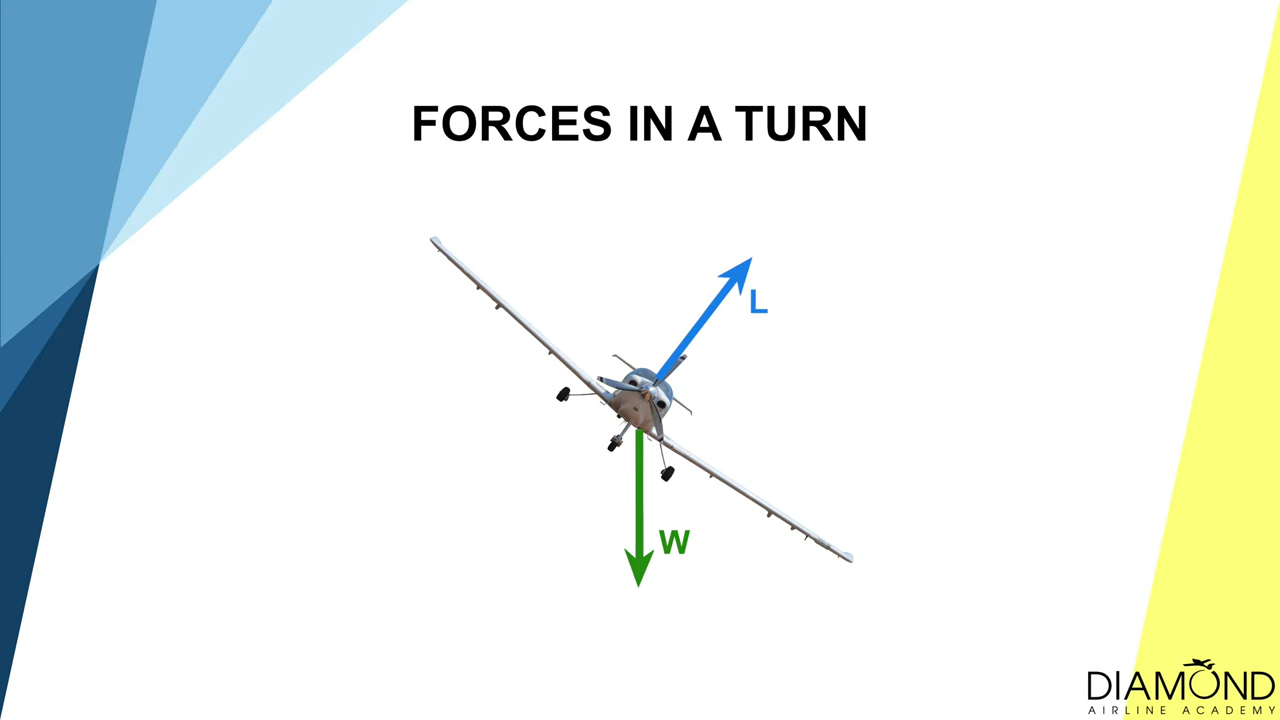 FORCES IN A TURN
L
W
DIAMOND
AIRLINE ACADEMY